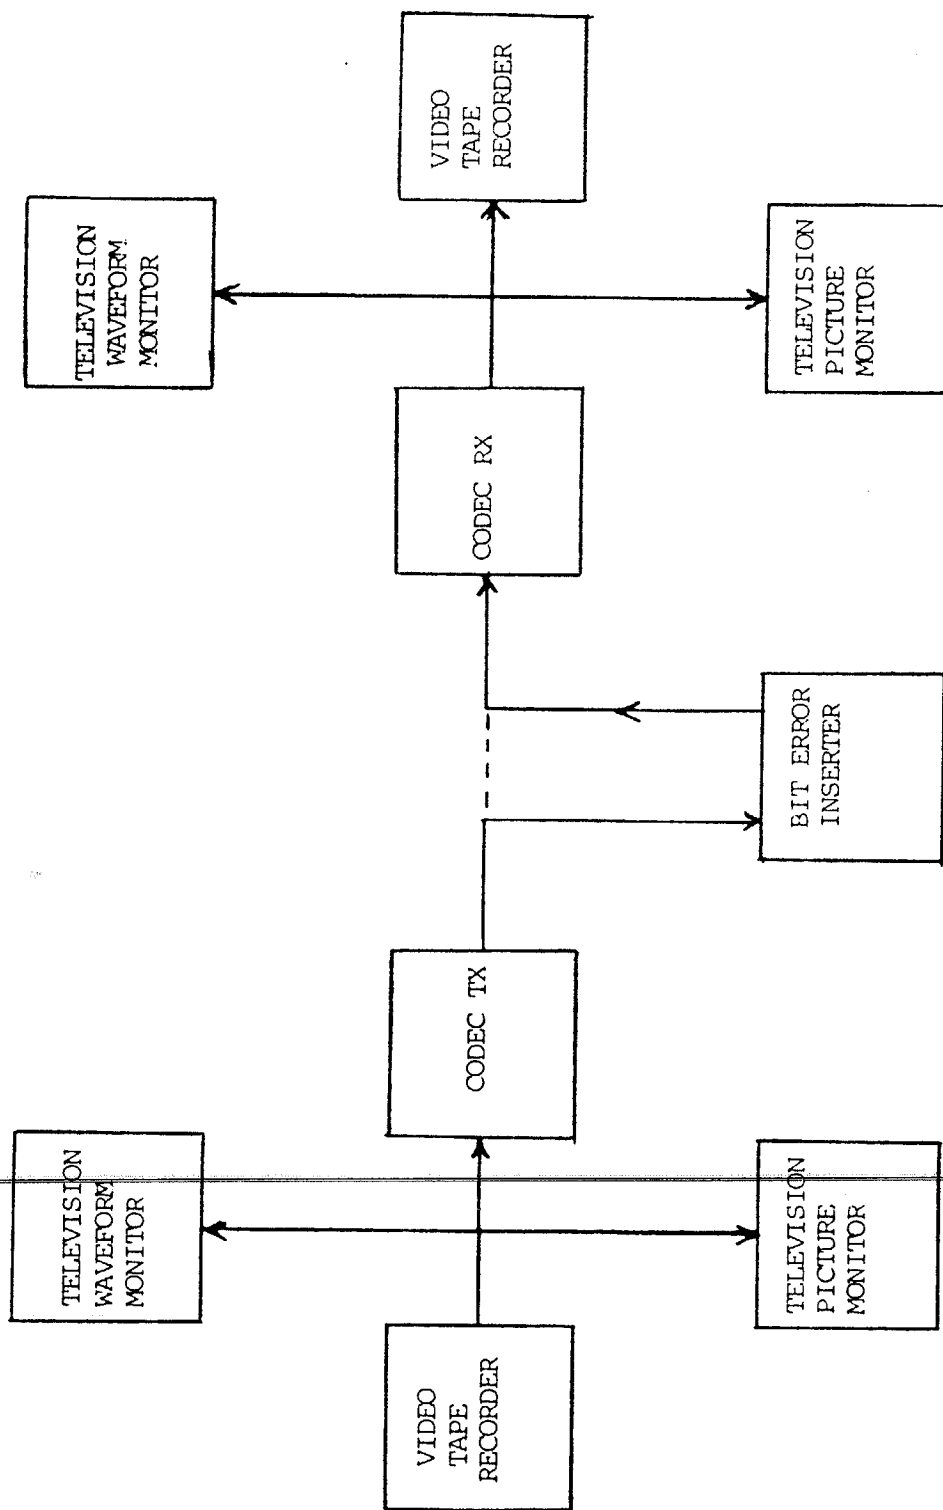 VIDEO
TAPE
RECORDER
TELEVISION
WAVEFORM
MONITOR
TELEVISION
PICTURE
MONITOR
CODEC TX
BIT ERROR
INSERTER
CODEC RX
TELEVISION
WAVEFORM
MONITOR
TELEVISION
PICTURE
MONITOR
VIDEO
TAPE
RECORDER